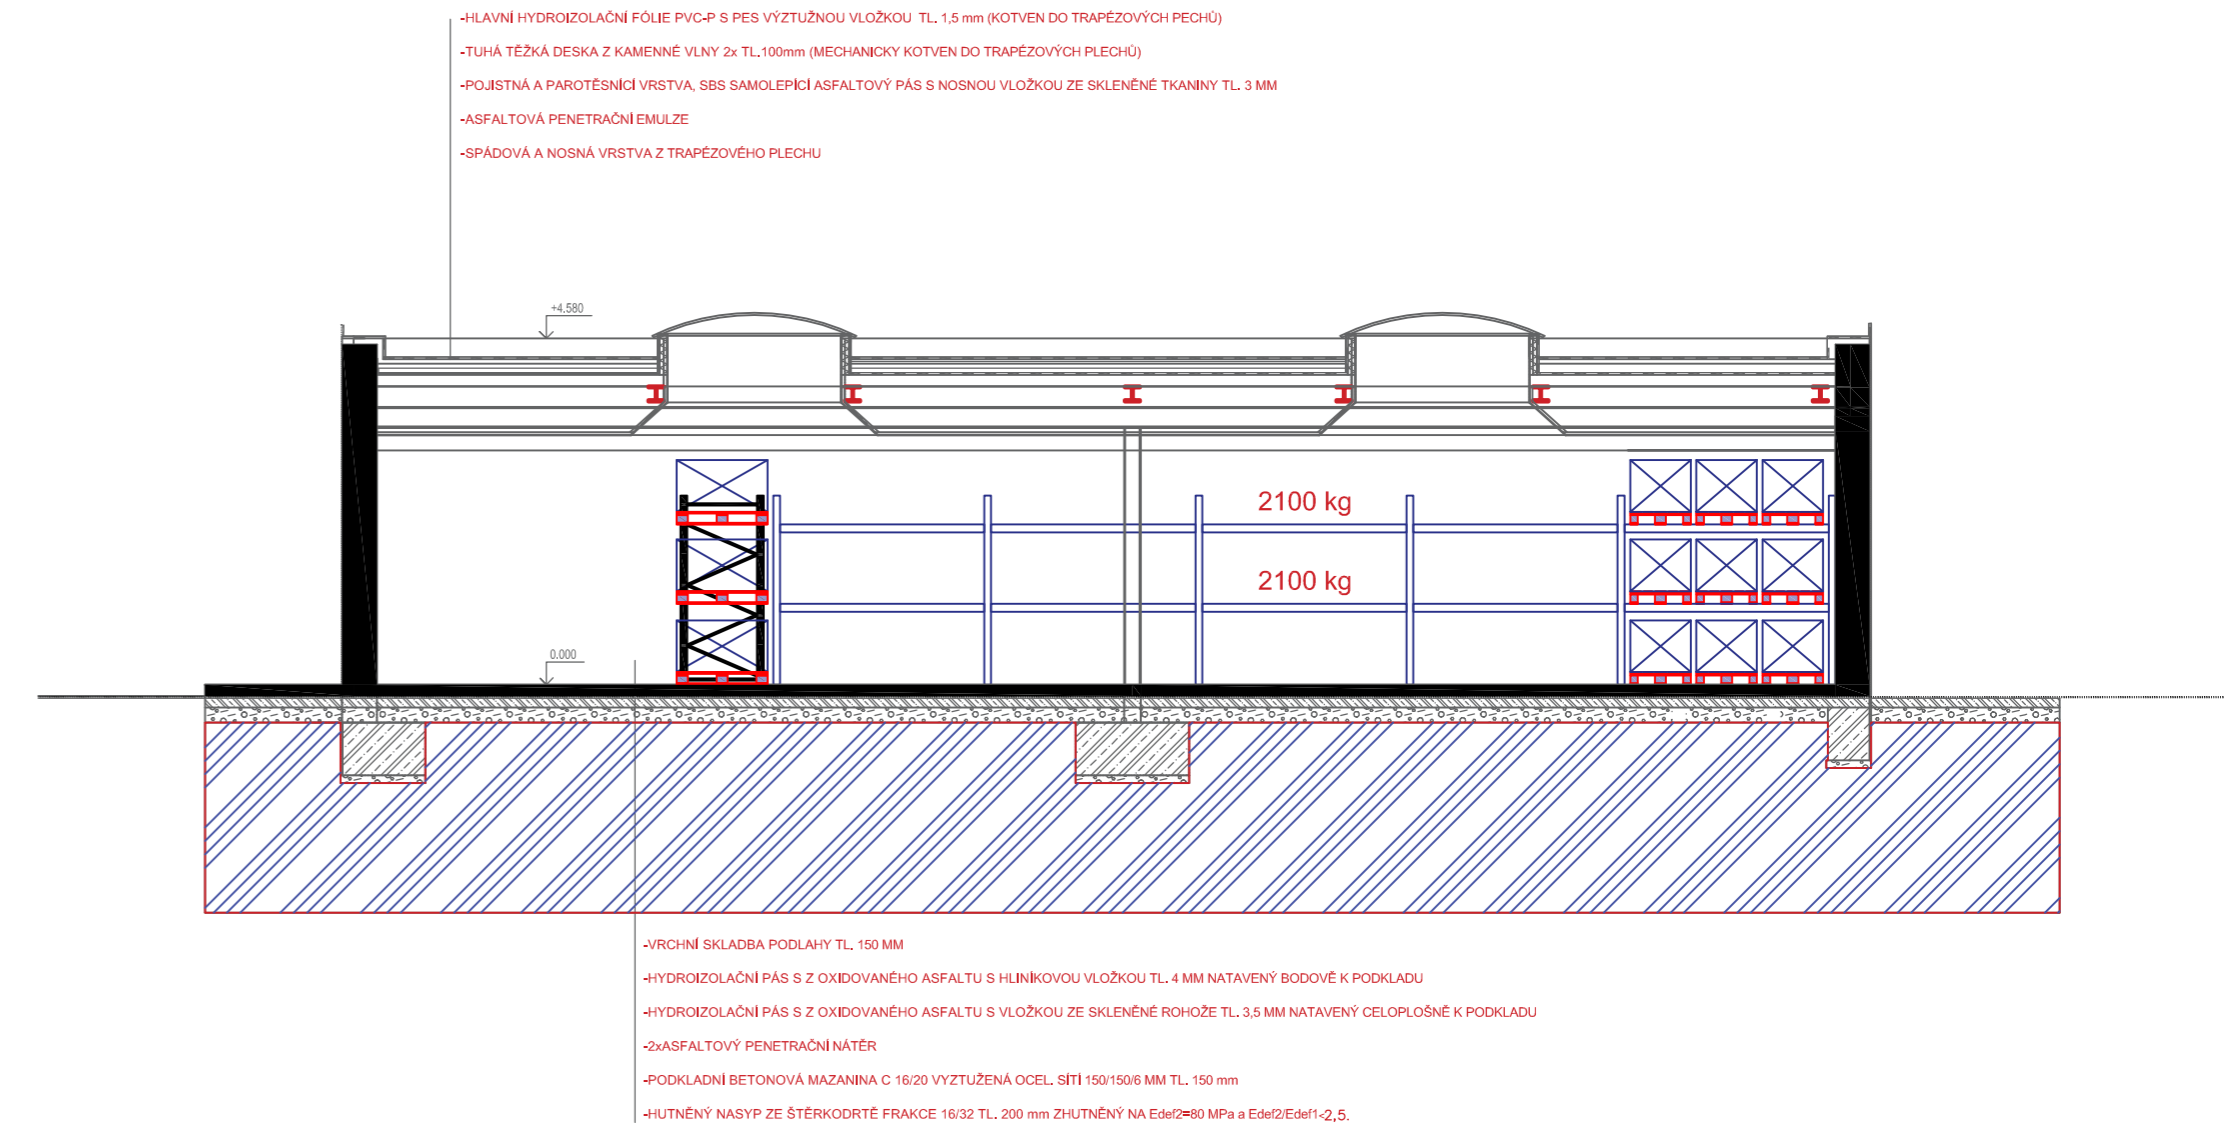 -HLAVNÍ HYDROIZOLAČNÍ FÓLIE PVC-P S PES VÝZTUŽNOU VLOŽKOU TL. 1,5 mm (KOTVEN DO TRAPÉZOVÝCH PECHŮ)
-TUHÁ TĚŽKÁ DESKA Z KAMENNÉ VLNY 2x TL.100mm (MECHANICKY KOTVEN DO TRAPÉZOVÝCH PLECHŮ)
-POJISTNÁ A PAROTĚSNÍCÍ VRSTVA, SBS SAMOLEPÍCÍ ASFALTOVÝ PÁS S NOSNOU VLOŽKOU ZE SKLENĚNÉ TKANINY TL. 3 MM
-ASFALTOVÁ PENETRAČNÍ EMULZE
-SPÁDOVÁ A NOSNÁ VRSTVA Z TRAPÉZOVÉHO PLECHU
+4.580
2100 kg
2100 kg
0.000
-VRCHNÍ SKLADBA PODLAHY TL. 150 MM
-HYDROIZOLAČNÍ PÁS S Z OXIDOVANÉHO ASFALTU S HLINÍKOVOU VLOŽKOU TL. 4 MM NATAVENÝ BODOVĚ K PODKLADU
-HYDROIZOLAČNÍ PÁS S Z OXIDOVANÉHO ASFALTU S VLOŽKOU ZE SKLENĚNÉ ROHOŽE TL. 3,5 MM NATAVENÝ CELOPLOŠNĚ K PODKLADU
-2xASFALTOVÝ PENETRAČNÍ NÁTĚR
-PODKLADNÍ BETONOVÁ MAZANINA C 16/20 VYZTUŽENÁ OCEL. SÍTÍ 150/150/6 MM TL. 150 mm
-HUTNĚNÝ NASYP ZE ŠTĚRKODRTĚ FRAKCE 16/32 TL. 200 mm ZHUTNĚNÝ NA Edef2=80 MPa a Edef2/Edef1<2,5.